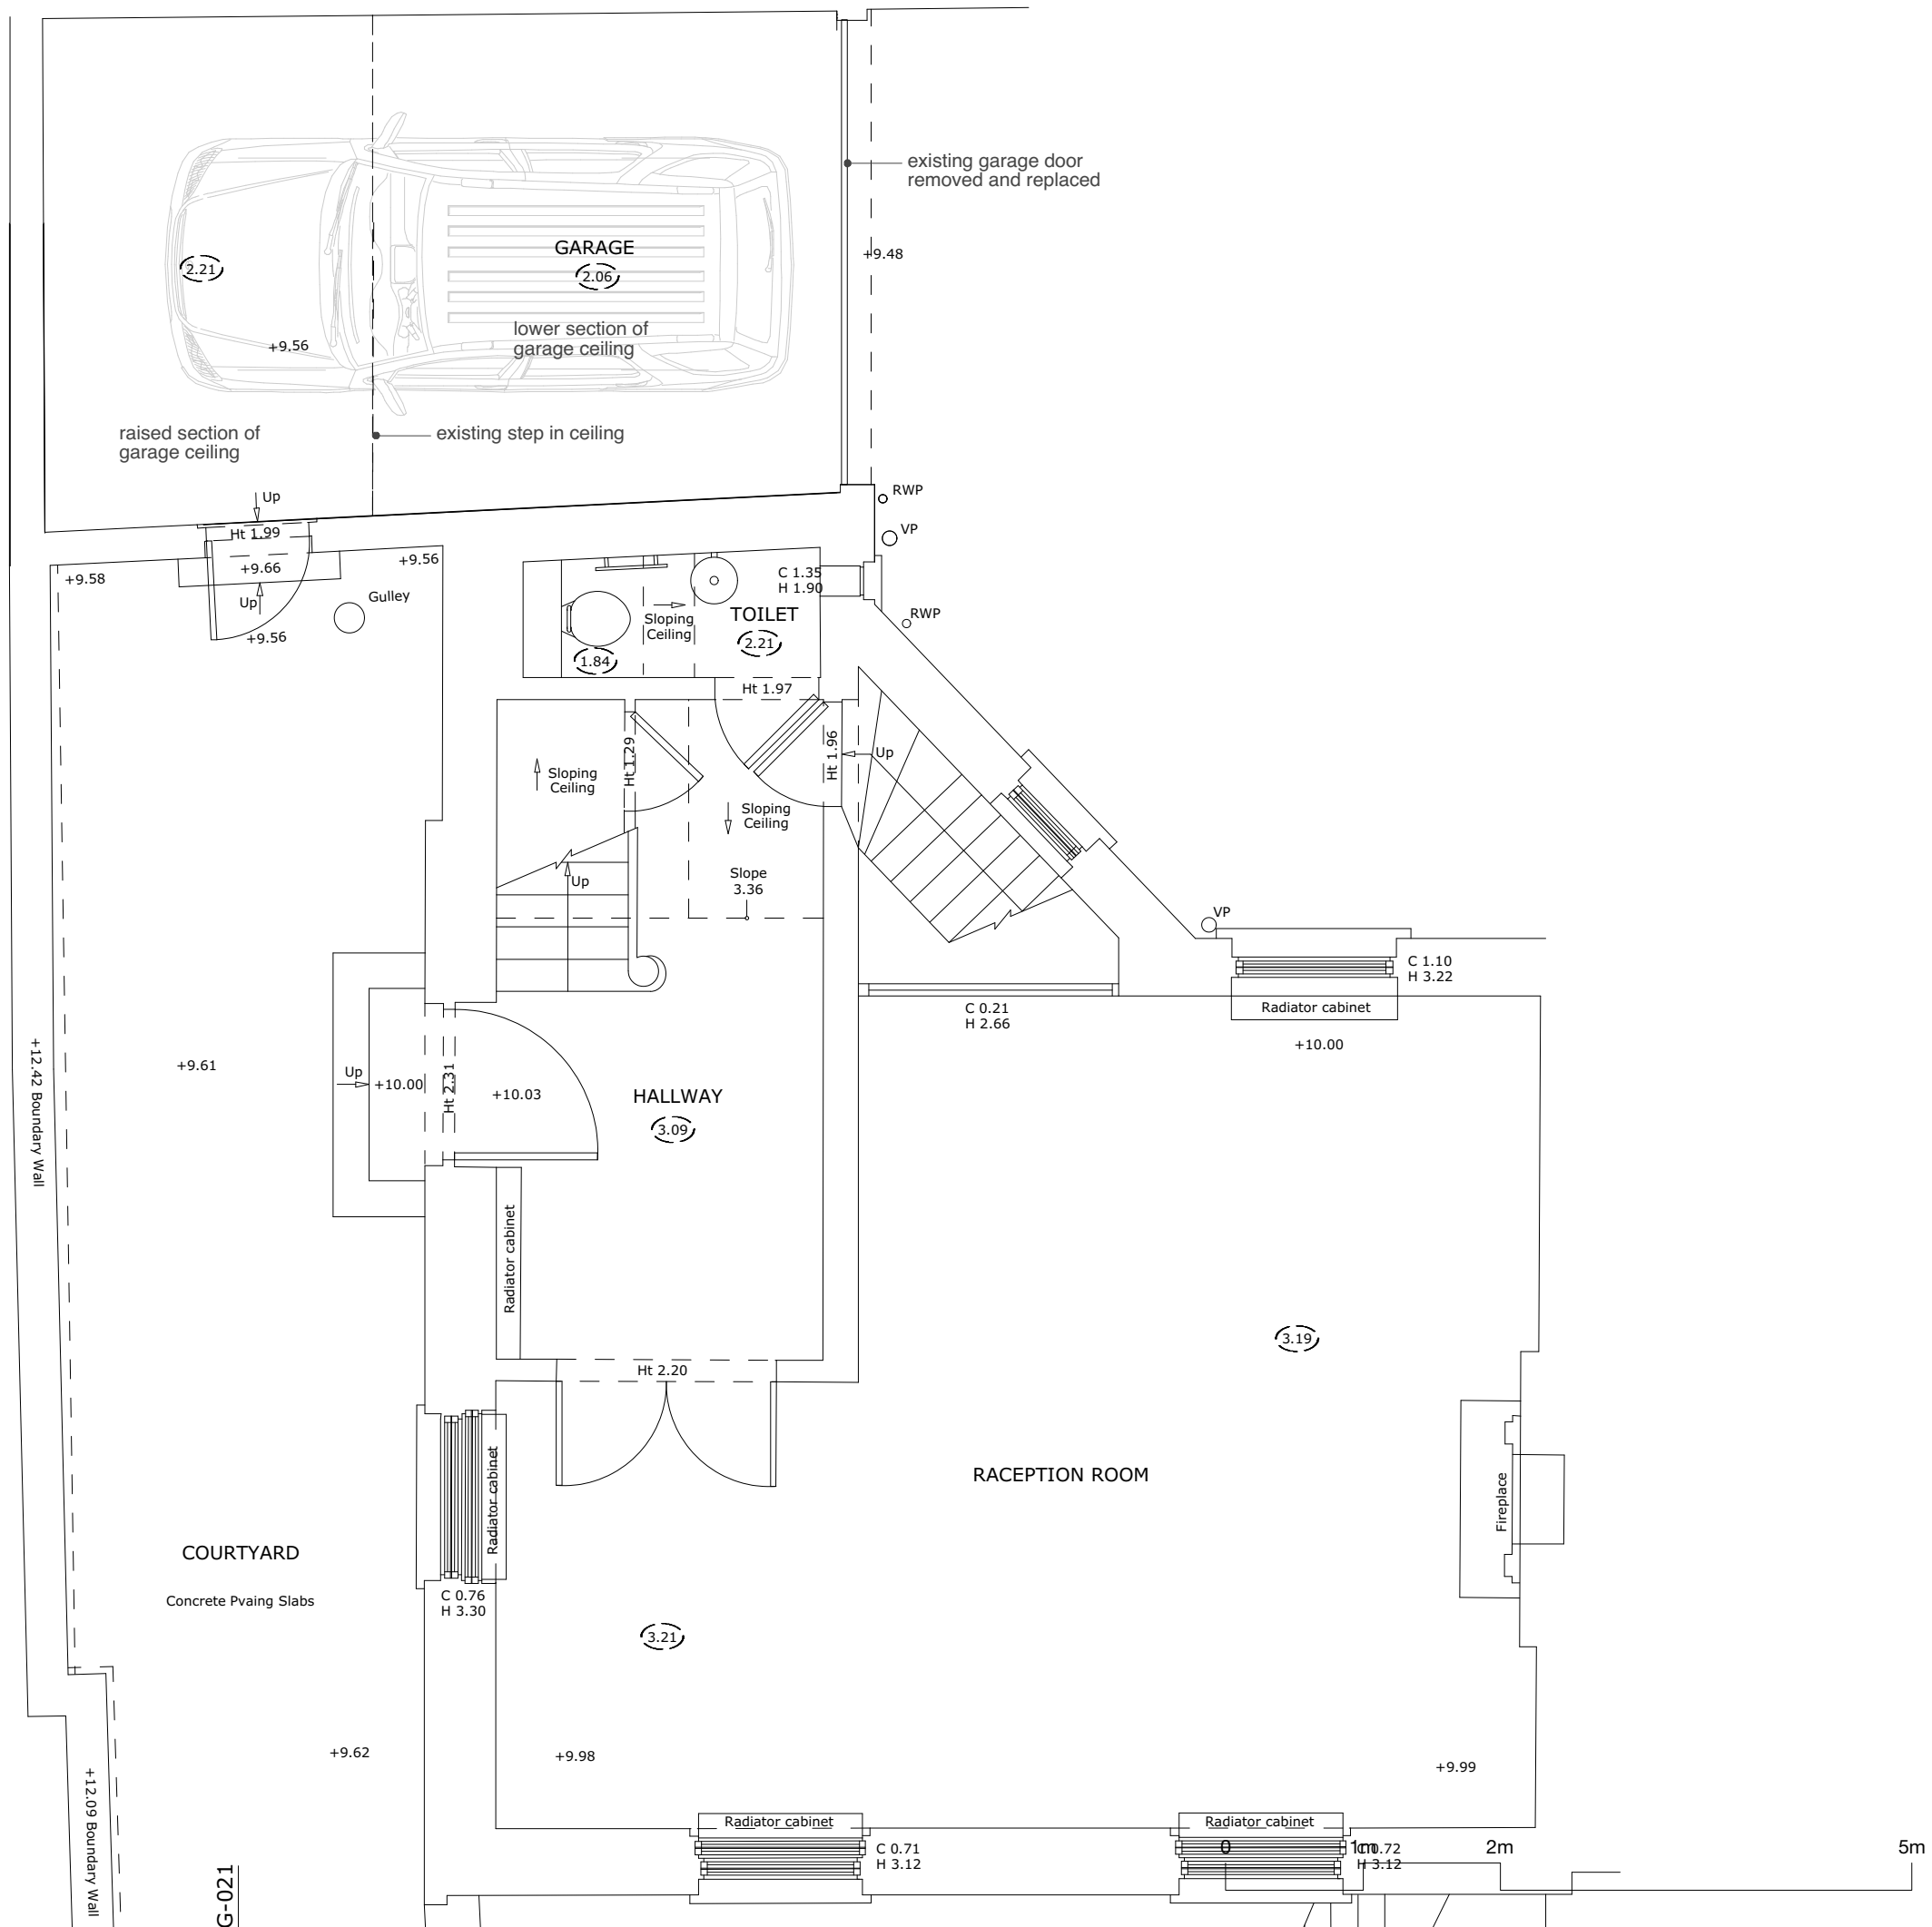 existing garage door
removed and replaced
GARAGE
2.06
2.21
+9.48
lower section of
garage ceiling
+9.56
raised section of
garage ceiling
existing step in ceiling
Up
RWP
Ht 1.99
VP
+9.58
+9.66
+9.56
C 1.35
H 1.90
Up
Gulley
TOILET
2.21
Sloping
Ceiling
RWP
+9.56
1.84
Ht 1.97
Ht 1.29
Ht 1.96
Up
Sloping
Ceiling
Sloping
Ceiling
Slope
3.36
Up
VP
C 1.10
H 3.22
Radiator cabinet
C 0.21
H 2.66
+10.00
+12.42 Boundary Wall
+9.61
Up
+10.00
Ht 2.31
+10.03
HALLWAY
3.09
Radiator cabinet
3.19
Ht 2.20
RACEPTION ROOM
Radiator cabinet
Fireplace
COURTYARD
Concrete Pvaing Slabs
C 0.76
H 3.30
3.21
+9.62
+9.98
+9.99
+12.09 Boundary Wall
Radiator cabinet
Radiator cabinet
C 0.71
H 3.12
C 0.72
H 3.12
0 1m 2m 5m
G-021